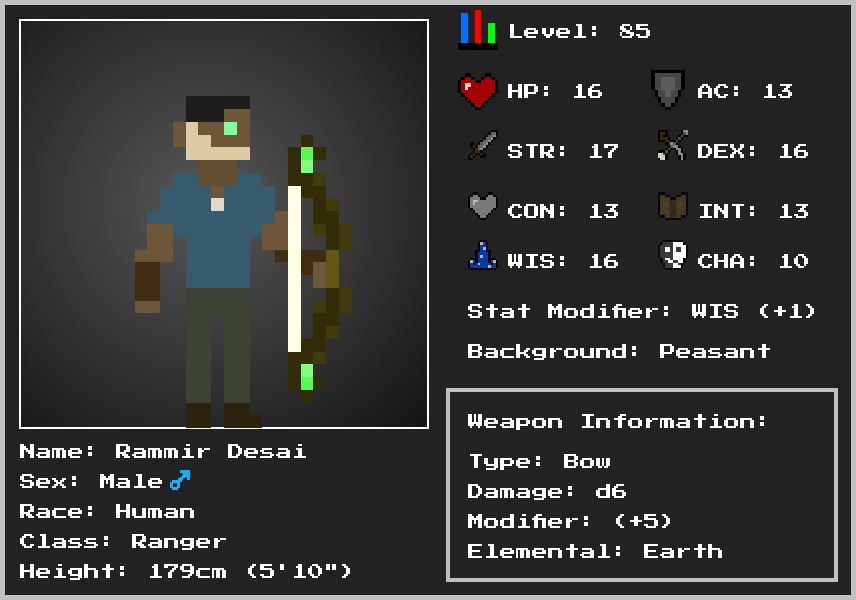 Level: 85
HP: 16 AC: 13
STR: 17 DEX: 16
CON: 13 INT: 13
WIS: 16 CHA: 10
Stat Modifier: WIS (+1)
Background: Peasant
Name: Rammir Desai
Sex: Male ♂
Race: Human
Class: Ranger
Height: 179cm (5'10")
Weapon Information:
Type: Bow
Damage: d6
Modifier: (+5)
Elemental: Earth